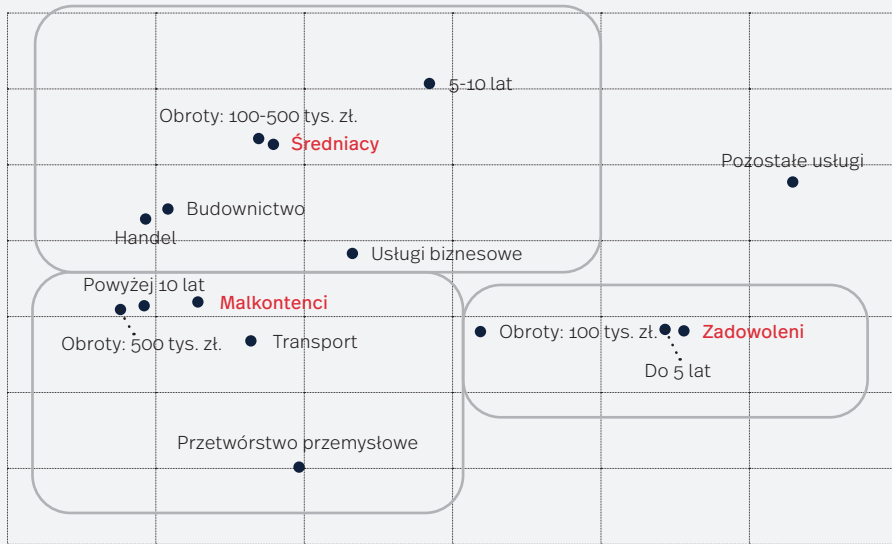 5-10 lat
Obroty: 100-500 tys. zł.
Średniacy
Pozostałe usługi
Budownictwo
Handel
Usługi biznesowe
Powyżej 10 lat
Malkontenci
Obroty: 500 tys. zł.
Transport
Obroty: 100 tys. zł.
Zadowoleni
Do 5 lat
Przetwórstwo przemysłowe